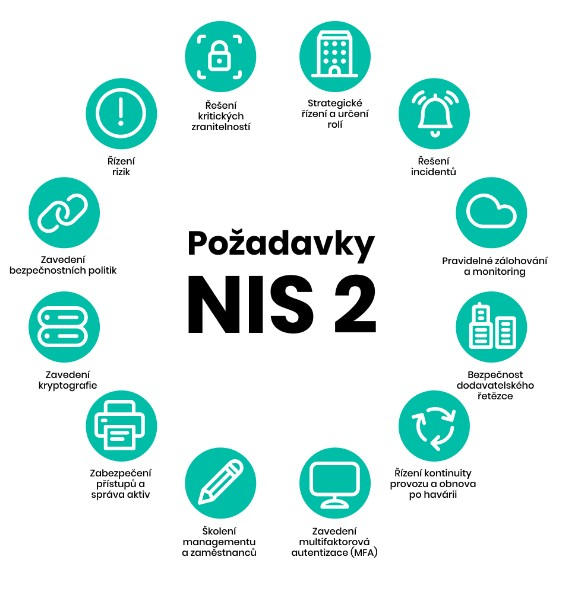 Řešení
kritických
zranitelností
Strategické
řízení a určení
rolí
Řízení
rizik
Řešení
incidentů
Zavedení
bezpečnostních politik
Požadavky
NIS 2
Pravidelné zálohování
a monitoring
Zavedení
kryptografie
Bezpečnost
dodavatelského
řetězce
Zabezpečení
přístupů a
správa aktiv
Řízení kontinuity
provozu a obnova
po havárii
Školení
managementu
a zaměstnanců
Zavedení
multifaktorová
autentizace (MFA)